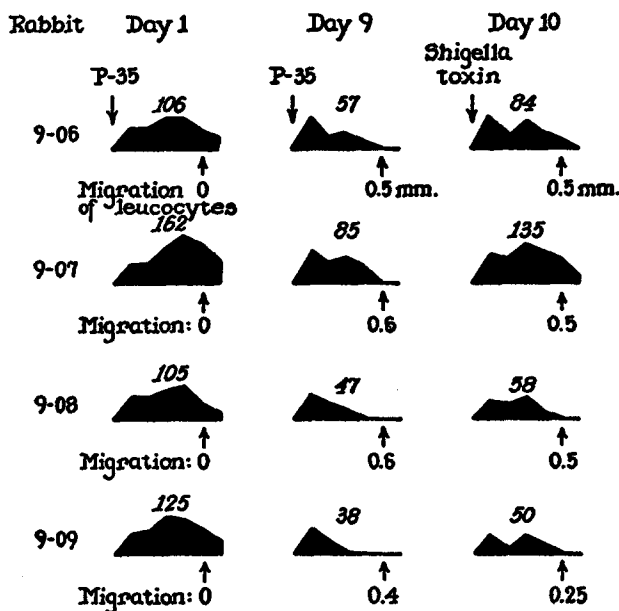 Rabbit Day 1 Day 9 Day 10
P-35 P-35 Shigella toxin
9-06 106 57 84
Migration of leucocytes 0 0.5 mm. 0.5 mm.
9-07 162 85 135
Migration: 0 0.6 0.5
9-08 105 47 58
Migration: 0 0.6 0.5
9-09 125 38 50
Migration: 0 0.4 0.25